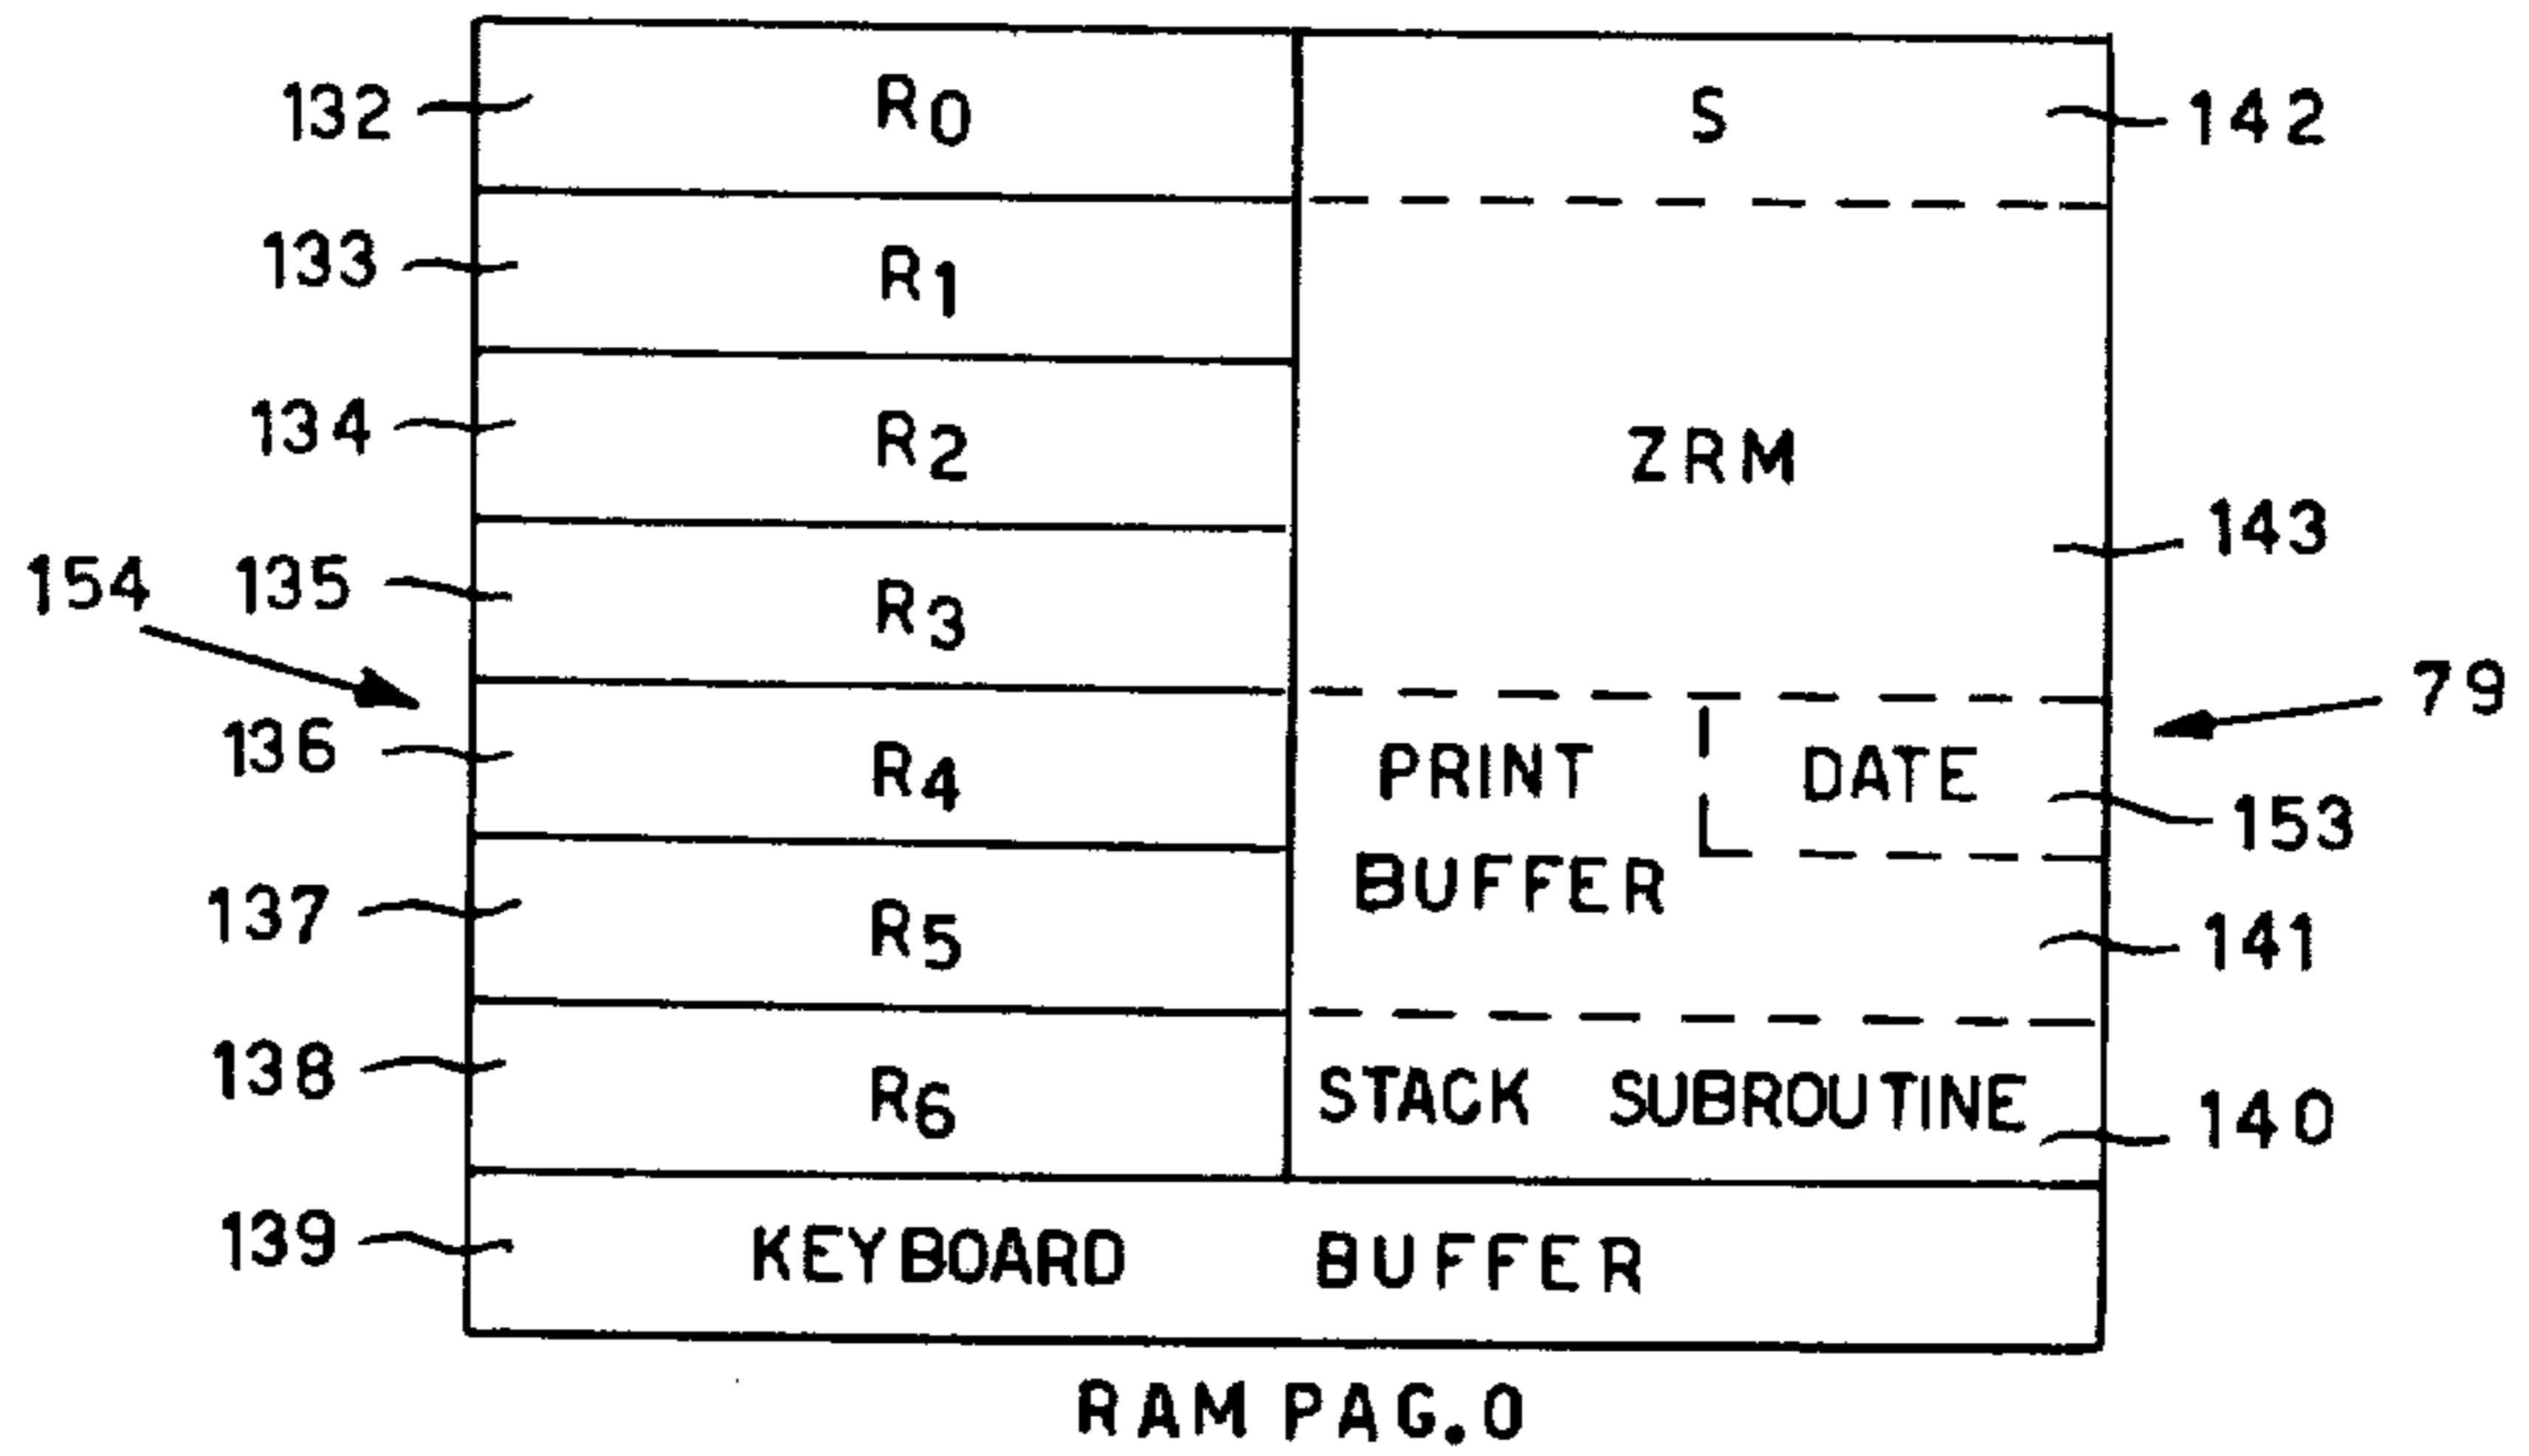 132 R0 S 142
133 R1
134 R2 ZRM
143
154 135 R3
79
136 R4 PRINT DATE
153
137 R5 BUFFER
141
138 R6 STACK SUBROUTINE 140
139 KEYBOARD BUFFER
RAM PAG.0